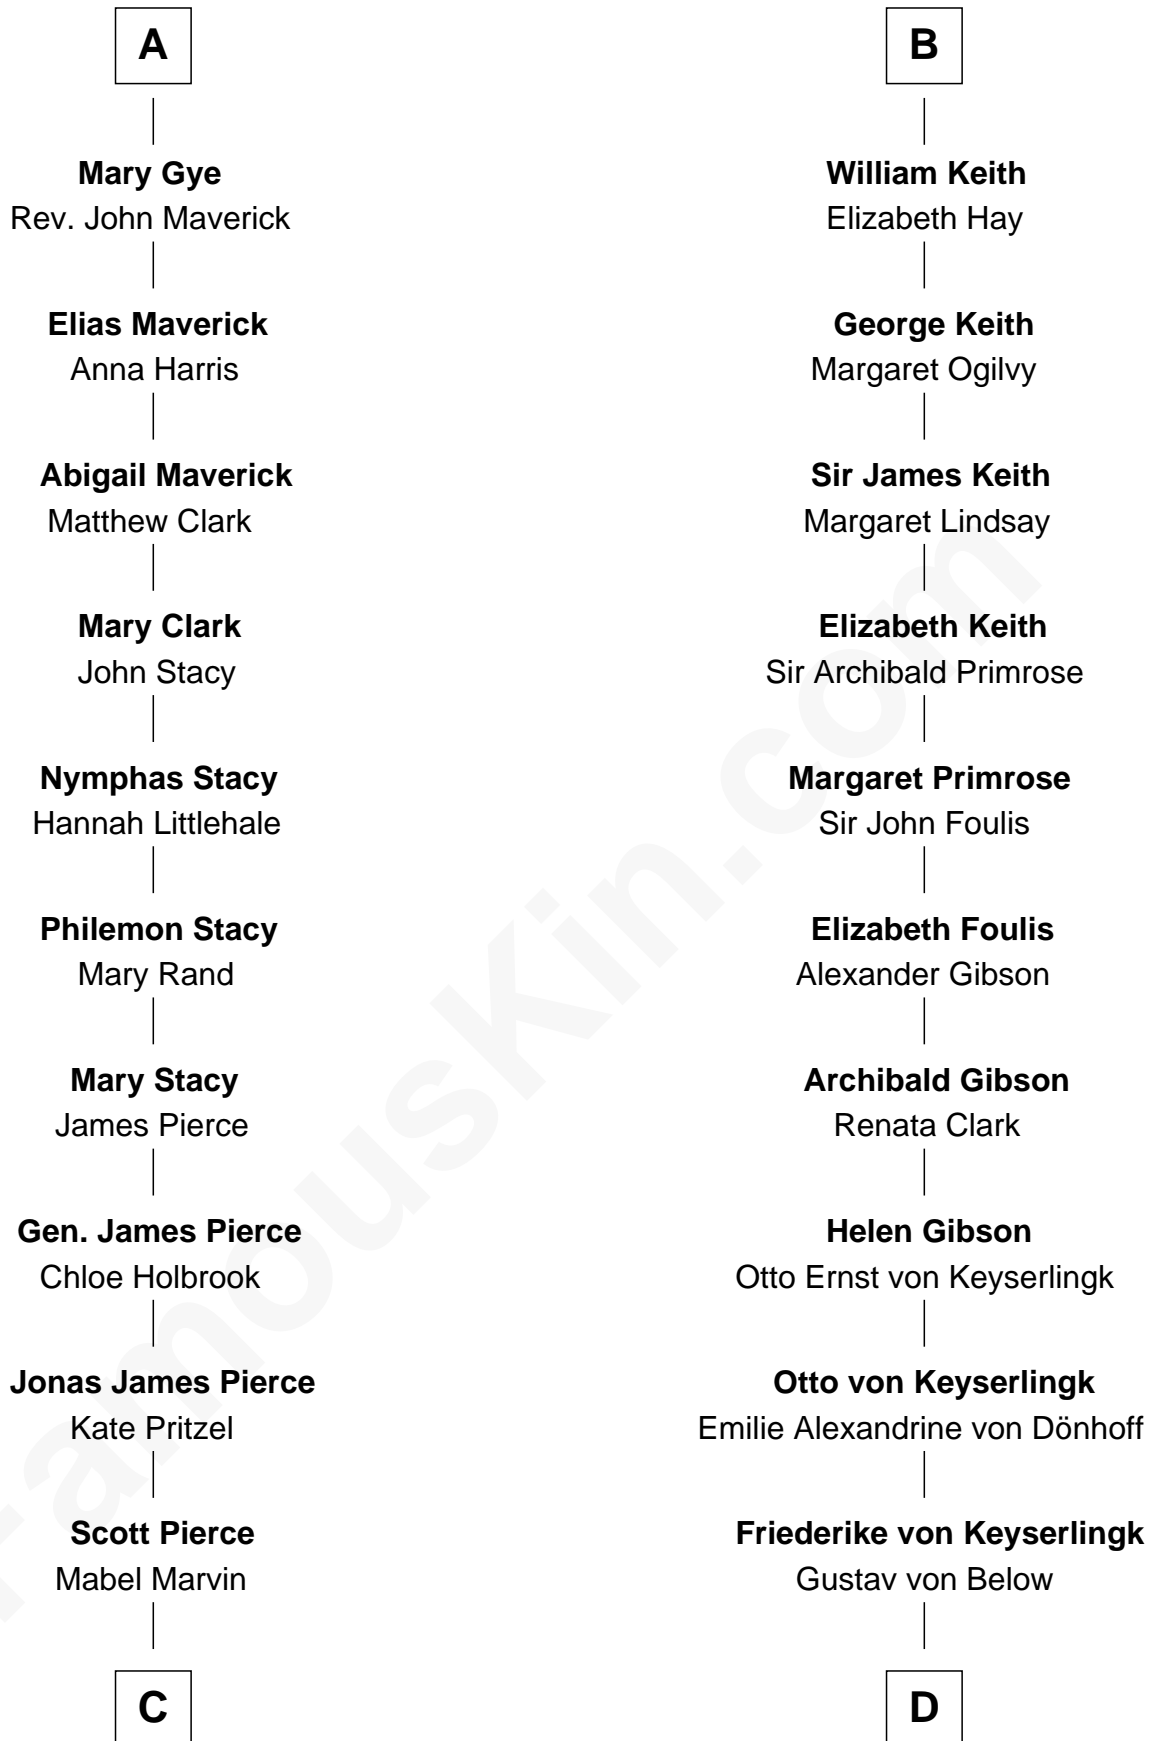 A
Mary Gye
Rev. John Maverick
Elias Maverick
Anna Harris
Abigail Maverick
Matthew Clark
Mary Clark
John Stacy
Nymphas Stacy
Hannah Littlehale
Philemon Stacy
Mary Rand
Mary Stacy
James Pierce
Gen. James Pierce
Chloe Holbrook
Jonas James Pierce
Kate Pritzel
Scott Pierce
Mabel Marvin
C
B
William Keith
Elizabeth Hay
George Keith
Margaret Ogilvy
Sir James Keith
Margaret Lindsay
Elizabeth Keith
Sir Archibald Primrose
Margaret Primrose
Sir John Foulis
Elizabeth Foulis
Alexander Gibson
Archibald Gibson
Renata Clark
Helen Gibson
Otto Ernst von Keyserlingk
Otto von Keyserlingk
Emilie Alexandrine von Dönhoff
Friederike von Keyserlingk
Gustav von Below
D
FamousKin.com